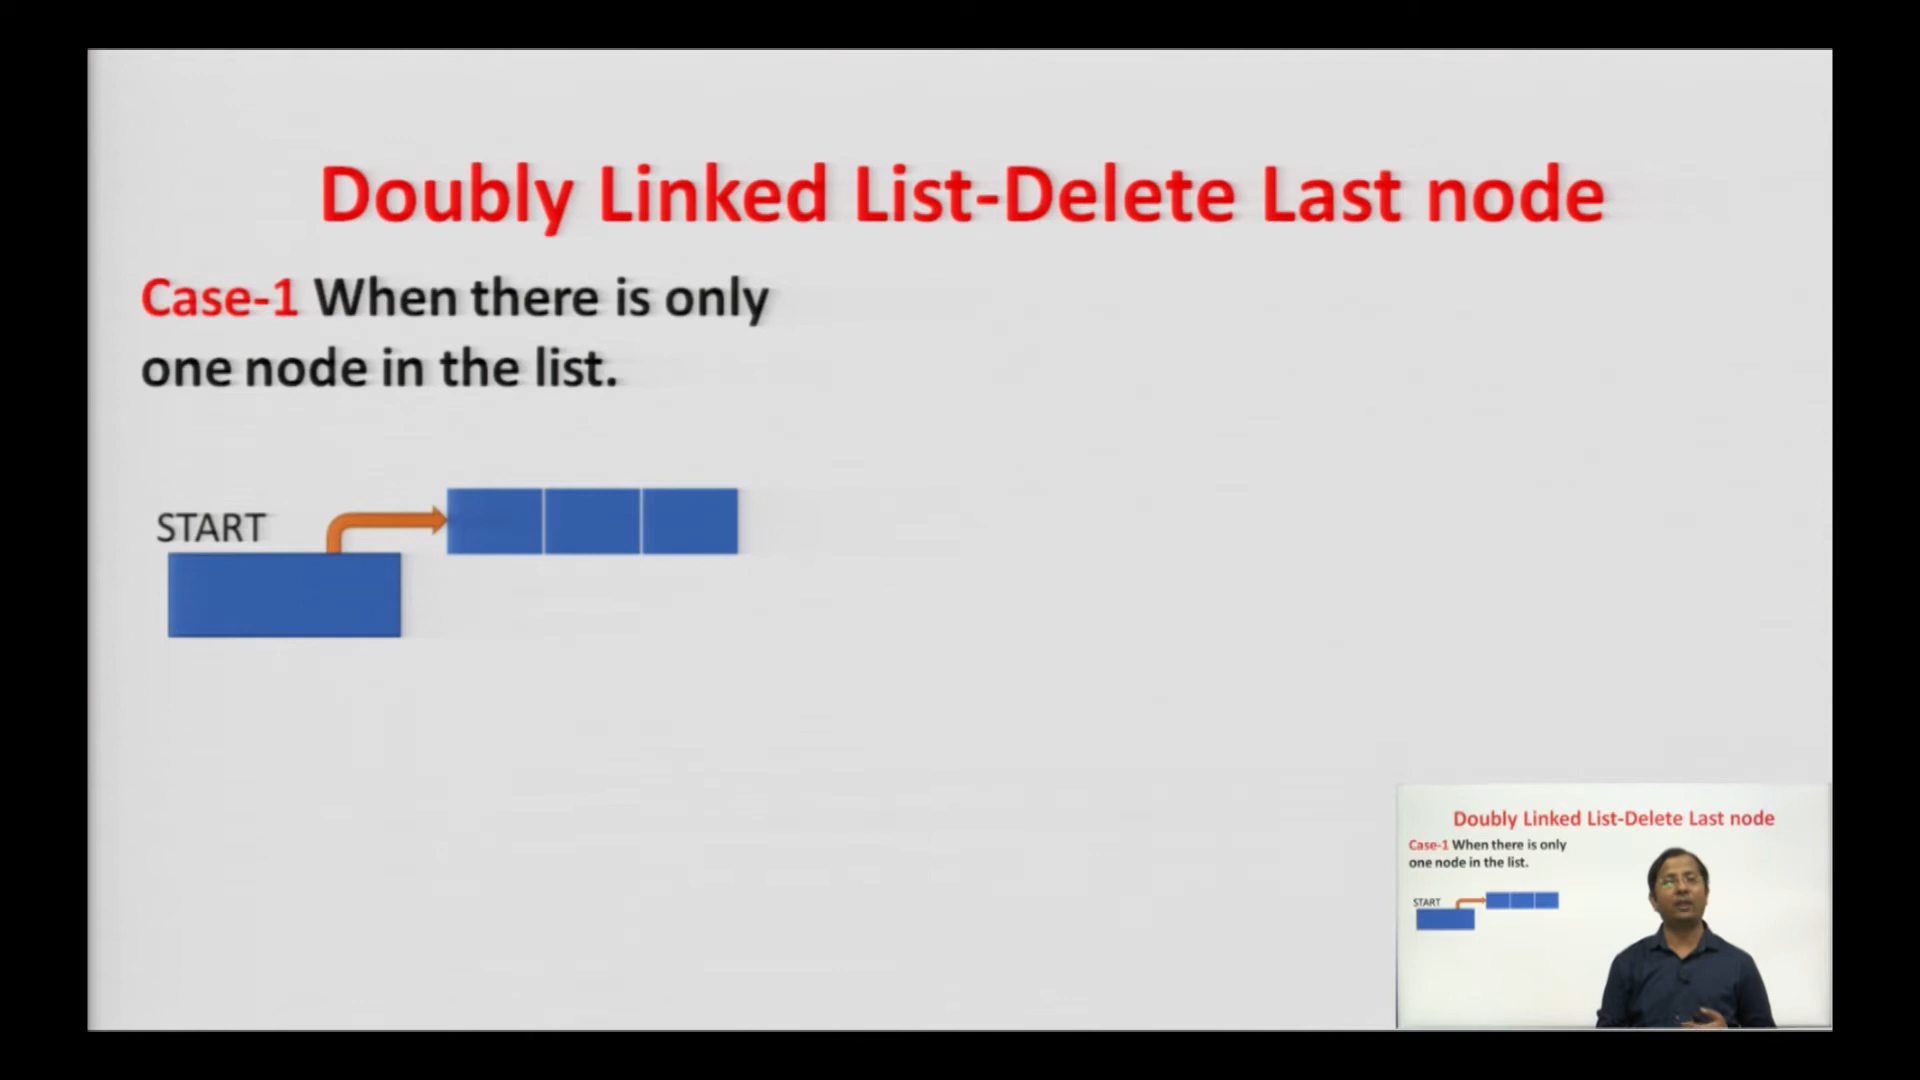 Doubly Linked List-Delete Last node
Case-1 When there is only
one node in the list.
START
Doubly Linked List-Delete Last node
Case-1 When there is only
one node in the list.
START